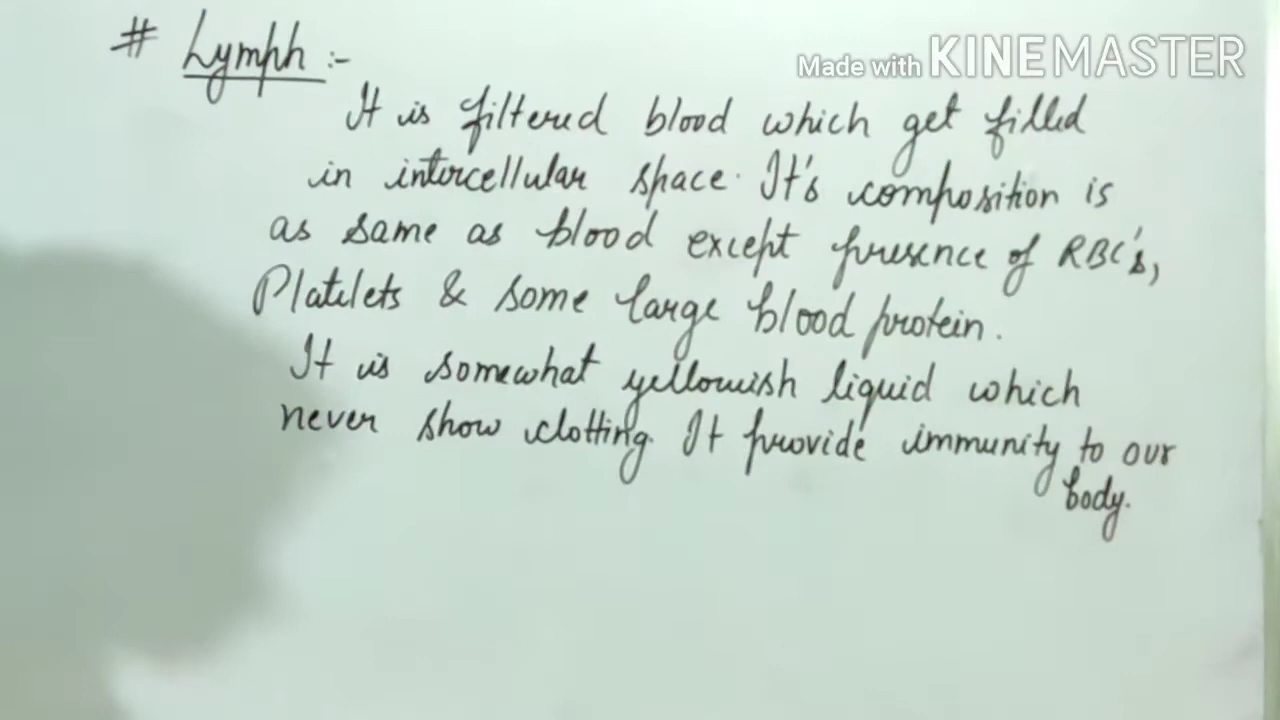 # Lymph :-
Made with KINEMASTER
It is filtered blood which get filled
in intercellular space. It's composition is
as same as blood except presence of RBC's,
Platelets & some large blood protein.
It is somewhat yellowish liquid which
never show clotting. It provide immunity to our
body.